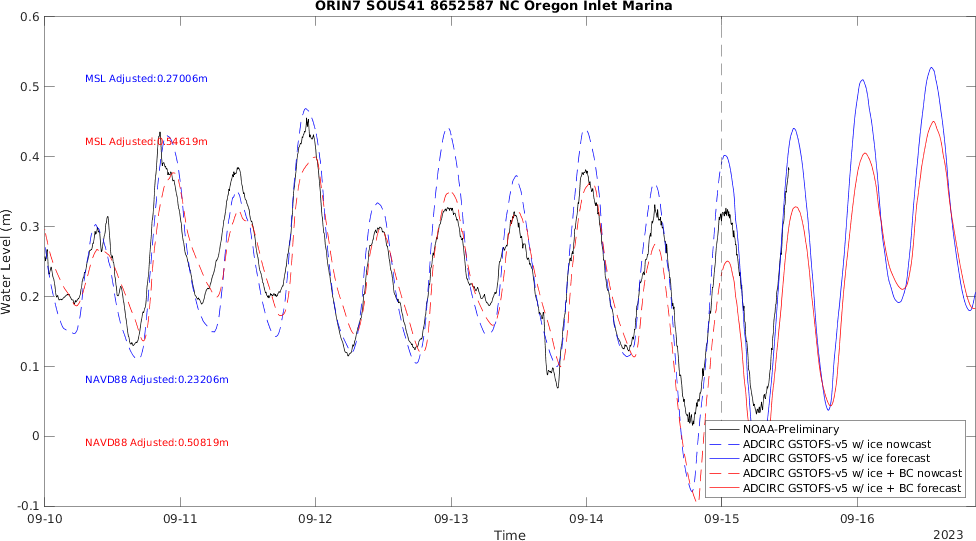 ORIN7 SOUS41 8652587 NC Oregon Inlet Marina
0.6
0.5
0.4
0.3
0.2
0.1
0
-0.1
Water Level (m)
MSL Adjusted:0.27006m
MSL Adjusted:0.54619m
NAVD88 Adjusted:0.23206m
NAVD88 Adjusted:0.50819m
NOAA-Preliminary
ADCIRC GSTOFS-v5 w/ ice nowcast
ADCIRC GSTOFS-v5 w/ ice forecast
ADCIRC GSTOFS-v5 w/ ice + BC nowcast
ADCIRC GSTOFS-v5 w/ ice + BC forecast
09-10 09-11 09-12 09-13 09-14 09-15 09-16
Time
2023